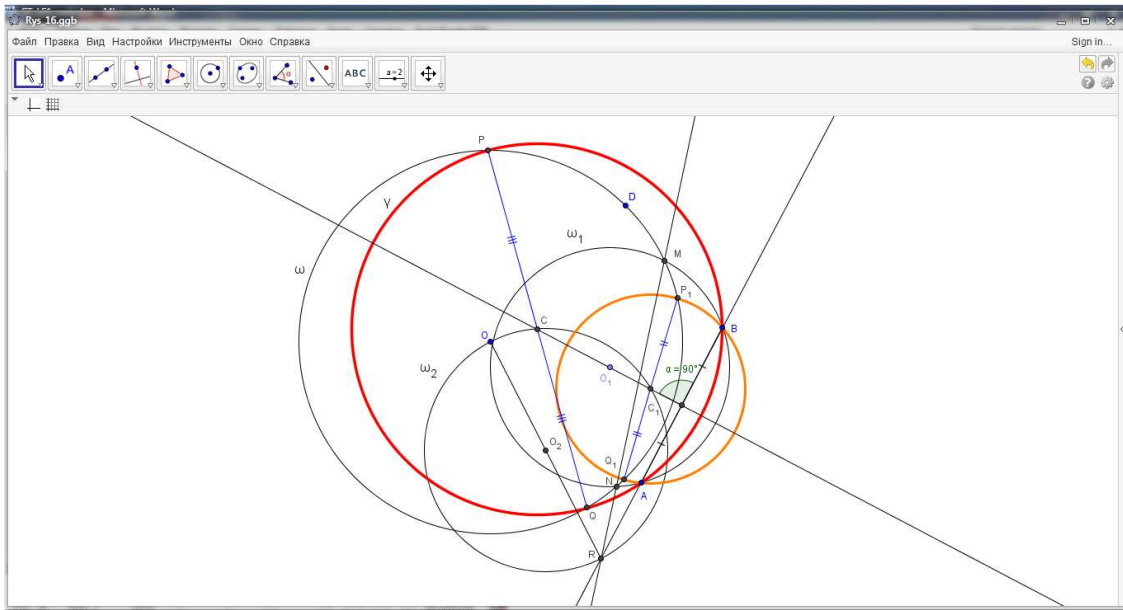 Rys_16.ggb
Файл Правка Вид Настройки Инструменты Окно Справка
Sign in...
A
α
ABC
a=2
P
γ
D
ω₁
ω
M
P₁
C
B
O
ω₂
O₁
α = 90°
C₁
O₂
Q₁
N
A
Q
R